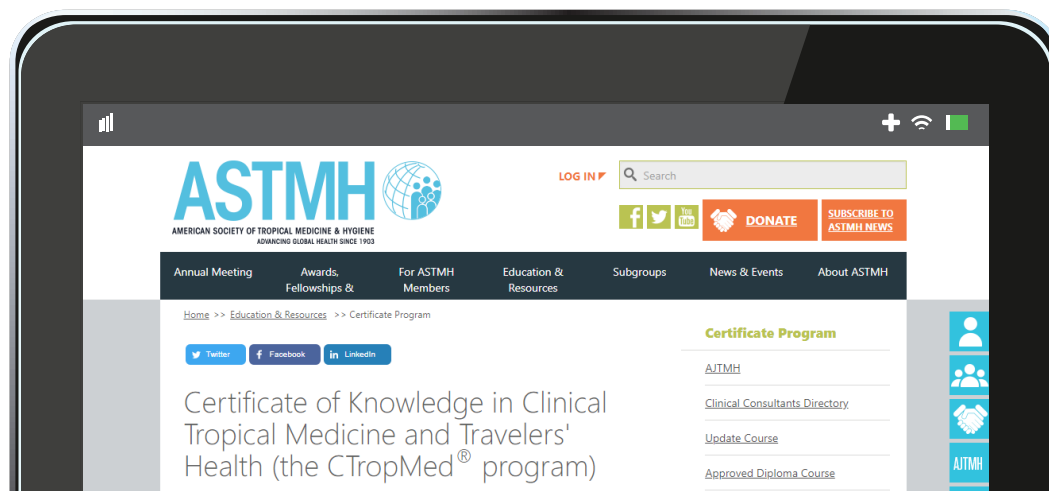 ASTMH
AMERICAN SOCIETY OF TROPICAL MEDICINE & HYGIENE
ADVANCING GLOBAL HEALTH SINCE 1903
LOG IN
Search
f
You
Tube
DONATE
SUBSCRIBE TO
ASTMH NEWS
Annual Meeting
Awards,
Fellowships &
For ASTMH
Members
Education &
Resources
Subgroups
News & Events
About ASTMH
Home >> Education & Resources >> Certificate Program
Twitter
f Facebook
in LinkedIn
Certificate of Knowledge in Clinical
Tropical Medicine and Travelers'
Health (the CTropMed® program)
Certificate Program
AJTMH
Clinical Consultants Directory
Update Course
Approved Diploma Course
AJTMH